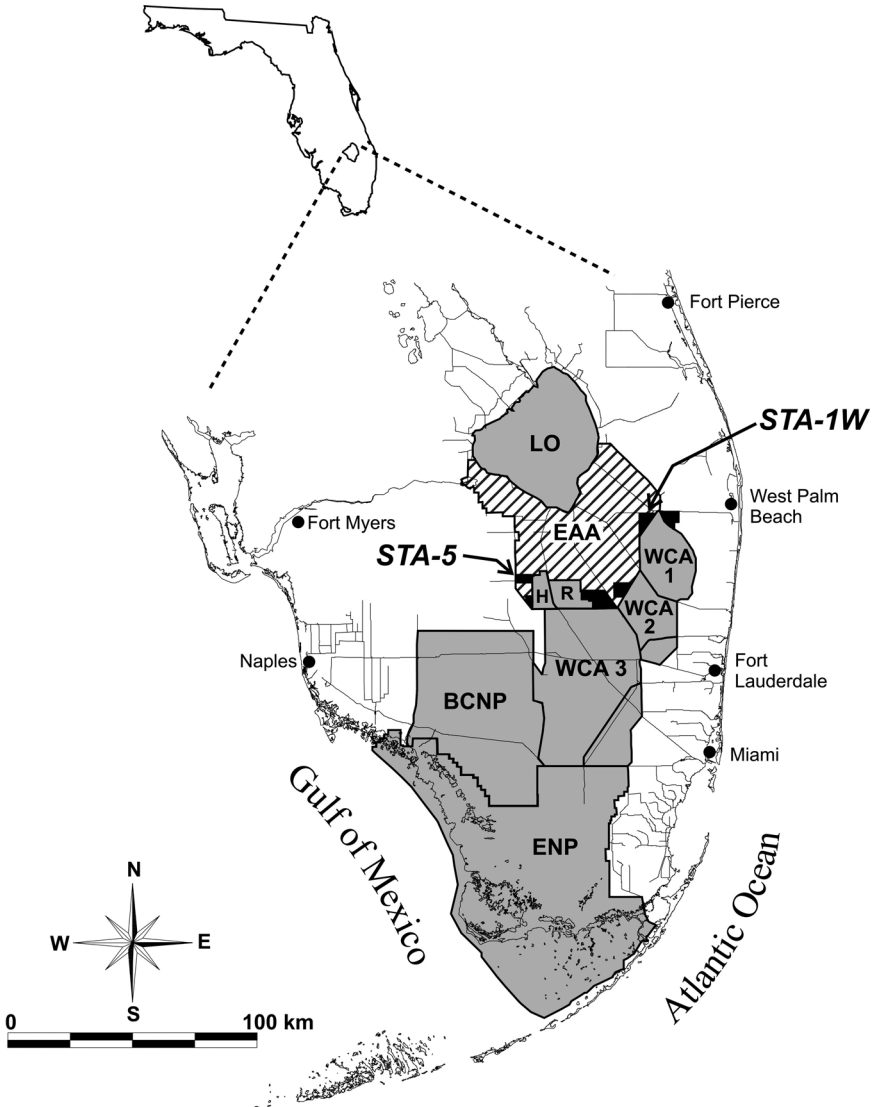 Fort Pierce
STA-1W
LO
West Palm
Beach
Fort Myers
EAA
STA-5
WCA
1
H
R
WCA
2
Naples
WCA 3
Fort
Lauderdale
BCNP
Miami
Gulf of Mexico
ENP
Atlantic Ocean
N
W
E
S
0
100 km